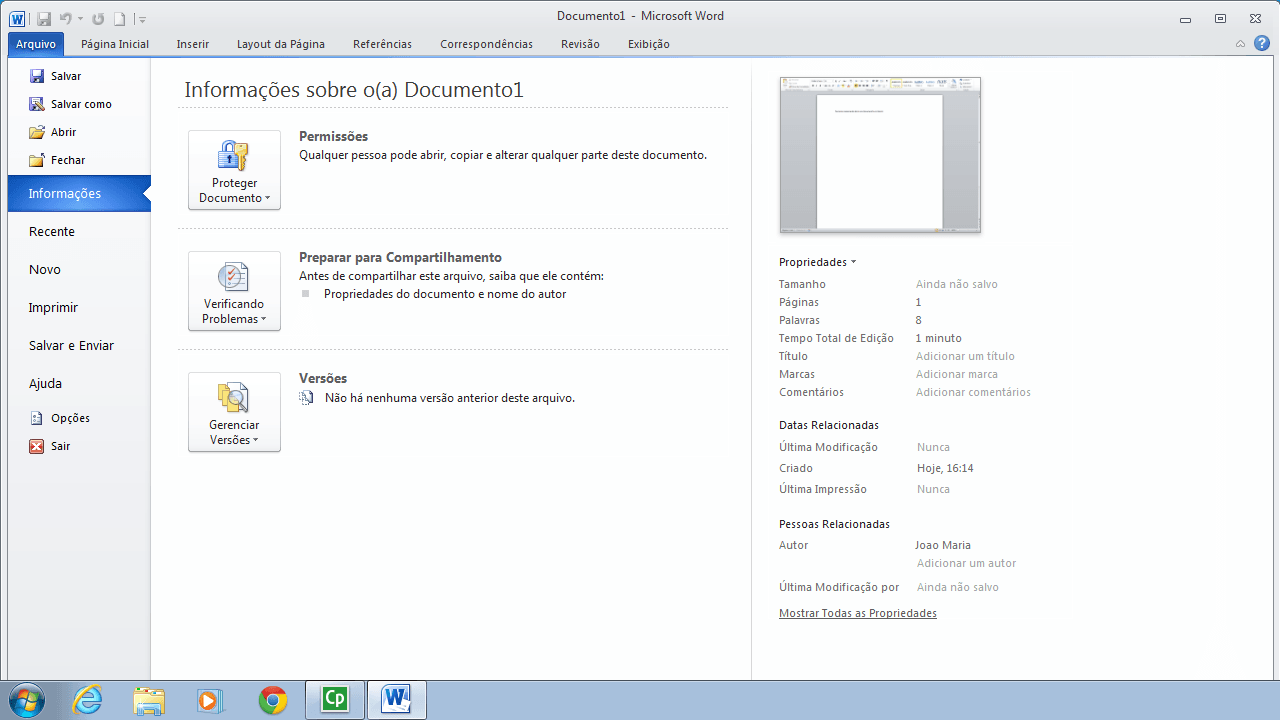 Documento1 - Microsoft Word
Arquivo Página Inicial Inserir Layout da Página Referências Correspondências Revisão Exibição
Salvar
Salvar como
Abrir
Fechar
Informações
Recente
Novo
Imprimir
Salvar e Enviar
Ajuda
Opções
Sair
Informações sobre o(a) Documento1
Proteger
Documento
Permissões
Qualquer pessoa pode abrir, copiar e alterar qualquer parte deste documento.
Verificando
Problemas
Preparar para Compartilhamento
Antes de compartilhar este arquivo, saiba que ele contém:
Propriedades do documento e nome do autor
Gerenciar
Versões
Versões
Não há nenhuma versão anterior deste arquivo.
Propriedades
Tamanho Ainda não salvo
Páginas 1
Palavras 8
Tempo Total de Edição 1 minuto
Título Adicionar um título
Marcas Adicionar marca
Comentários Adicionar comentários
Datas Relacionadas
Última Modificação Nunca
Criado Hoje, 16:14
Última Impressão Nunca
Pessoas Relacionadas
Autor Joao Maria
Adicionar um autor
Última Modificação por Ainda não salvo
Mostrar Todas as Propriedades
Cp
W